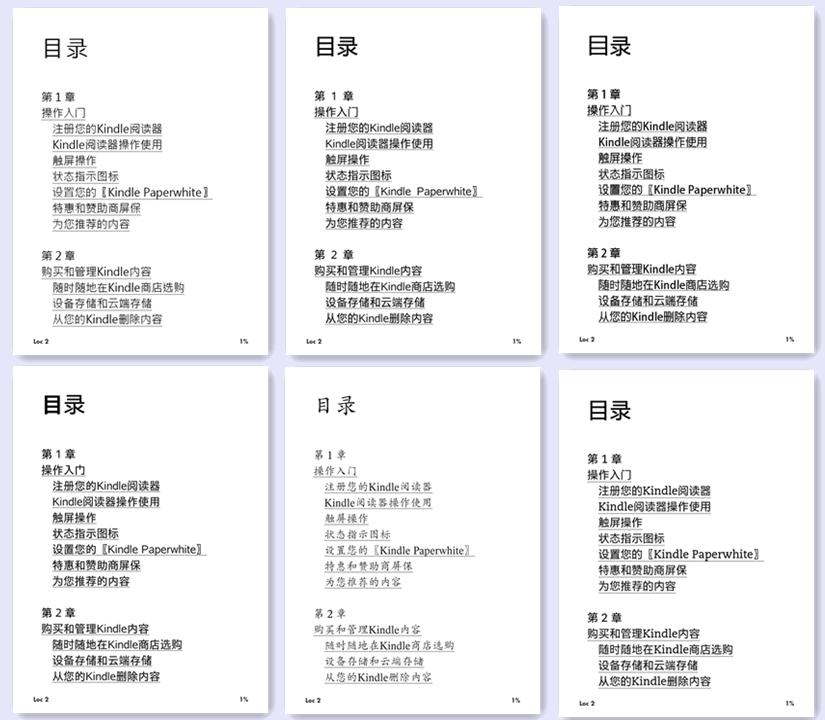 目录
第 1 章
操作入门
注册您的Kindle阅读器
Kindle阅读器操作使用
触屏操作
状态指示图标
设置您的〖Kindle Paperwhite〗
特惠和赞助商屏保
为您推荐的内容
第 2 章
购买和管理Kindle内容
随时随地在Kindle商店选购
设备存储和云端存储
从您的Kindle删除内容
Loc 2 1%
目录
第 1 章
操作入门
注册您的Kindle阅读器
Kindle阅读器操作使用
触屏操作
状态指示图标
设置您的〖Kindle Paperwhite〗
特惠和赞助商屏保
为您推荐的内容
第 2 章
购买和管理Kindle内容
随时随地在Kindle商店选购
设备存储和云端存储
从您的Kindle删除内容
Loc 2 1%
目录
第 1 章
操作入门
注册您的Kindle阅读器
Kindle阅读器操作使用
触屏操作
状态指示图标
设置您的〖Kindle Paperwhite〗
特惠和赞助商屏保
为您推荐的内容
第 2 章
购买和管理Kindle内容
随时随地在Kindle商店选购
设备存储和云端存储
从您的Kindle删除内容
Loc 2 1%
目录
第 1 章
操作入门
注册您的Kindle阅读器
Kindle阅读器操作使用
触屏操作
状态指示图标
设置您的〖Kindle Paperwhite〗
特惠和赞助商屏保
为您推荐的内容
第 2 章
购买和管理Kindle内容
随时随地在Kindle商店选购
设备存储和云端存储
从您的Kindle删除内容
Loc 2 1%
目录
第 1 章
操作入门
注册您的Kindle阅读器
Kindle阅读器操作使用
触屏操作
状态指示图标
设置您的〖Kindle Paperwhite〗
特惠和赞助商屏保
为您推荐的内容
第 2 章
购买和管理Kindle内容
随时随地在Kindle商店选购
设备存储和云端存储
从您的Kindle删除内容
Loc 2 1%
目录
第 1 章
操作入门
注册您的Kindle阅读器
Kindle阅读器操作使用
触屏操作
状态指示图标
设置您的〖Kindle Paperwhite〗
特惠和赞助商屏保
为您推荐的内容
第 2 章
购买和管理Kindle内容
随时随地在Kindle商店选购
设备存储和云端存储
从您的Kindle删除内容
Loc 2 1%